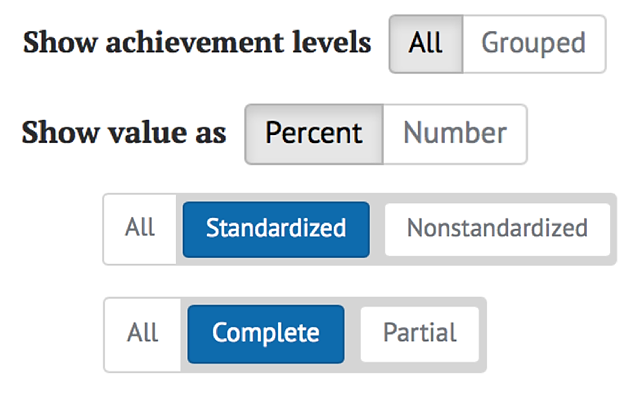 Show achievement levels All Grouped
Show value as Percent Number
All Standardized Nonstandardized
All Complete Partial